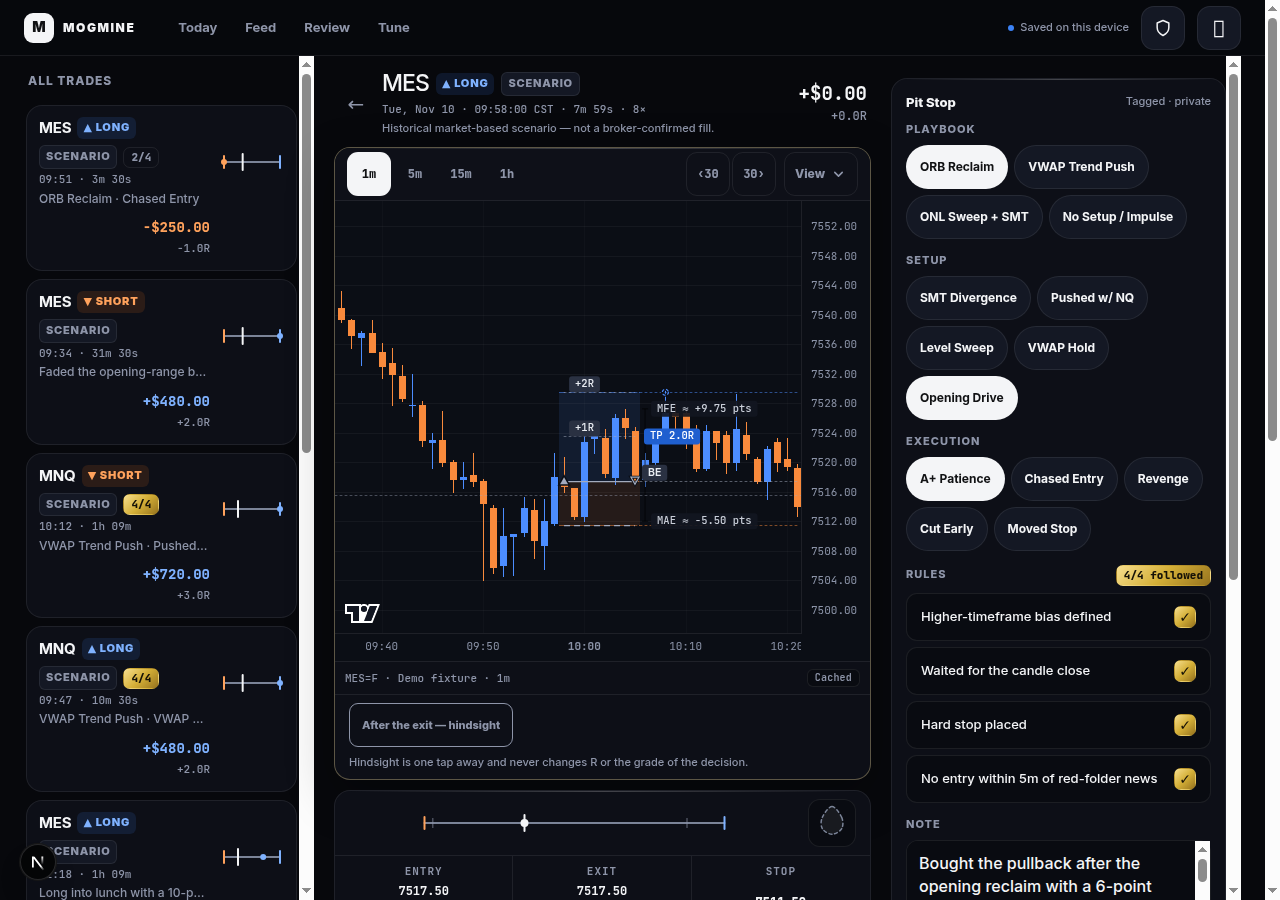 M MOGMINE Today Feed Review Tune Saved on this device
ALL TRADES
MES ▲ LONG
SCENARIO 2/4
09:51 · 3m 30s
ORB Reclaim · Chased Entry
-$250.00
-1.0R
MES ▼ SHORT
SCENARIO
09:34 · 31m 30s
Faded the opening-range b...
+$480.00
+2.0R
MNQ ▼ SHORT
SCENARIO 4/4
10:12 · 1h 09m
VWAP Trend Push · Pushed...
+$720.00
+3.0R
MNQ ▲ LONG
SCENARIO 4/4
09:47 · 10m 30s
VWAP Trend Push · VWAP ...
+$480.00
+2.0R
MES ▲ LONG
CENARIO
:18 · 1h 09m
Long into lunch with a 10-p...
N
← MES ▲ LONG SCENARIO
Tue, Nov 10 · 09:58:00 CST · 7m 59s · 8×
Historical market-based scenario — not a broker-confirmed fill.
+$0.00
+0.0R
1m 5m 15m 1h ‹30 30› View
7552.00
7548.00
7544.00
7540.00
7536.00
7532.00
7528.00
7524.00
7520.00
7516.00
7512.00
7508.00
7504.00
7500.00
+2R
MFE ≈ +9.75 pts
+1R
TP 2.0R
BE
MAE ≈ -5.50 pts
09:40 09:50 10:00 10:10 10:20
MES=F · Demo fixture · 1m Cached
After the exit — hindsight
Hindsight is one tap away and never changes R or the grade of the decision.
ENTRY EXIT STOP
7517.50 7517.50 7511.50
Pit Stop Tagged · private
PLAYBOOK
ORB Reclaim VWAP Trend Push
ONL Sweep + SMT No Setup / Impulse
SETUP
SMT Divergence Pushed w/ NQ
Level Sweep VWAP Hold
Opening Drive
EXECUTION
A+ Patience Chased Entry Revenge
Cut Early Moved Stop
RULES 4/4 followed
Higher-timeframe bias defined ✓
Waited for the candle close ✓
Hard stop placed ✓
No entry within 5m of red-folder news ✓
NOTE
Bought the pullback after the
opening reclaim with a 6-point